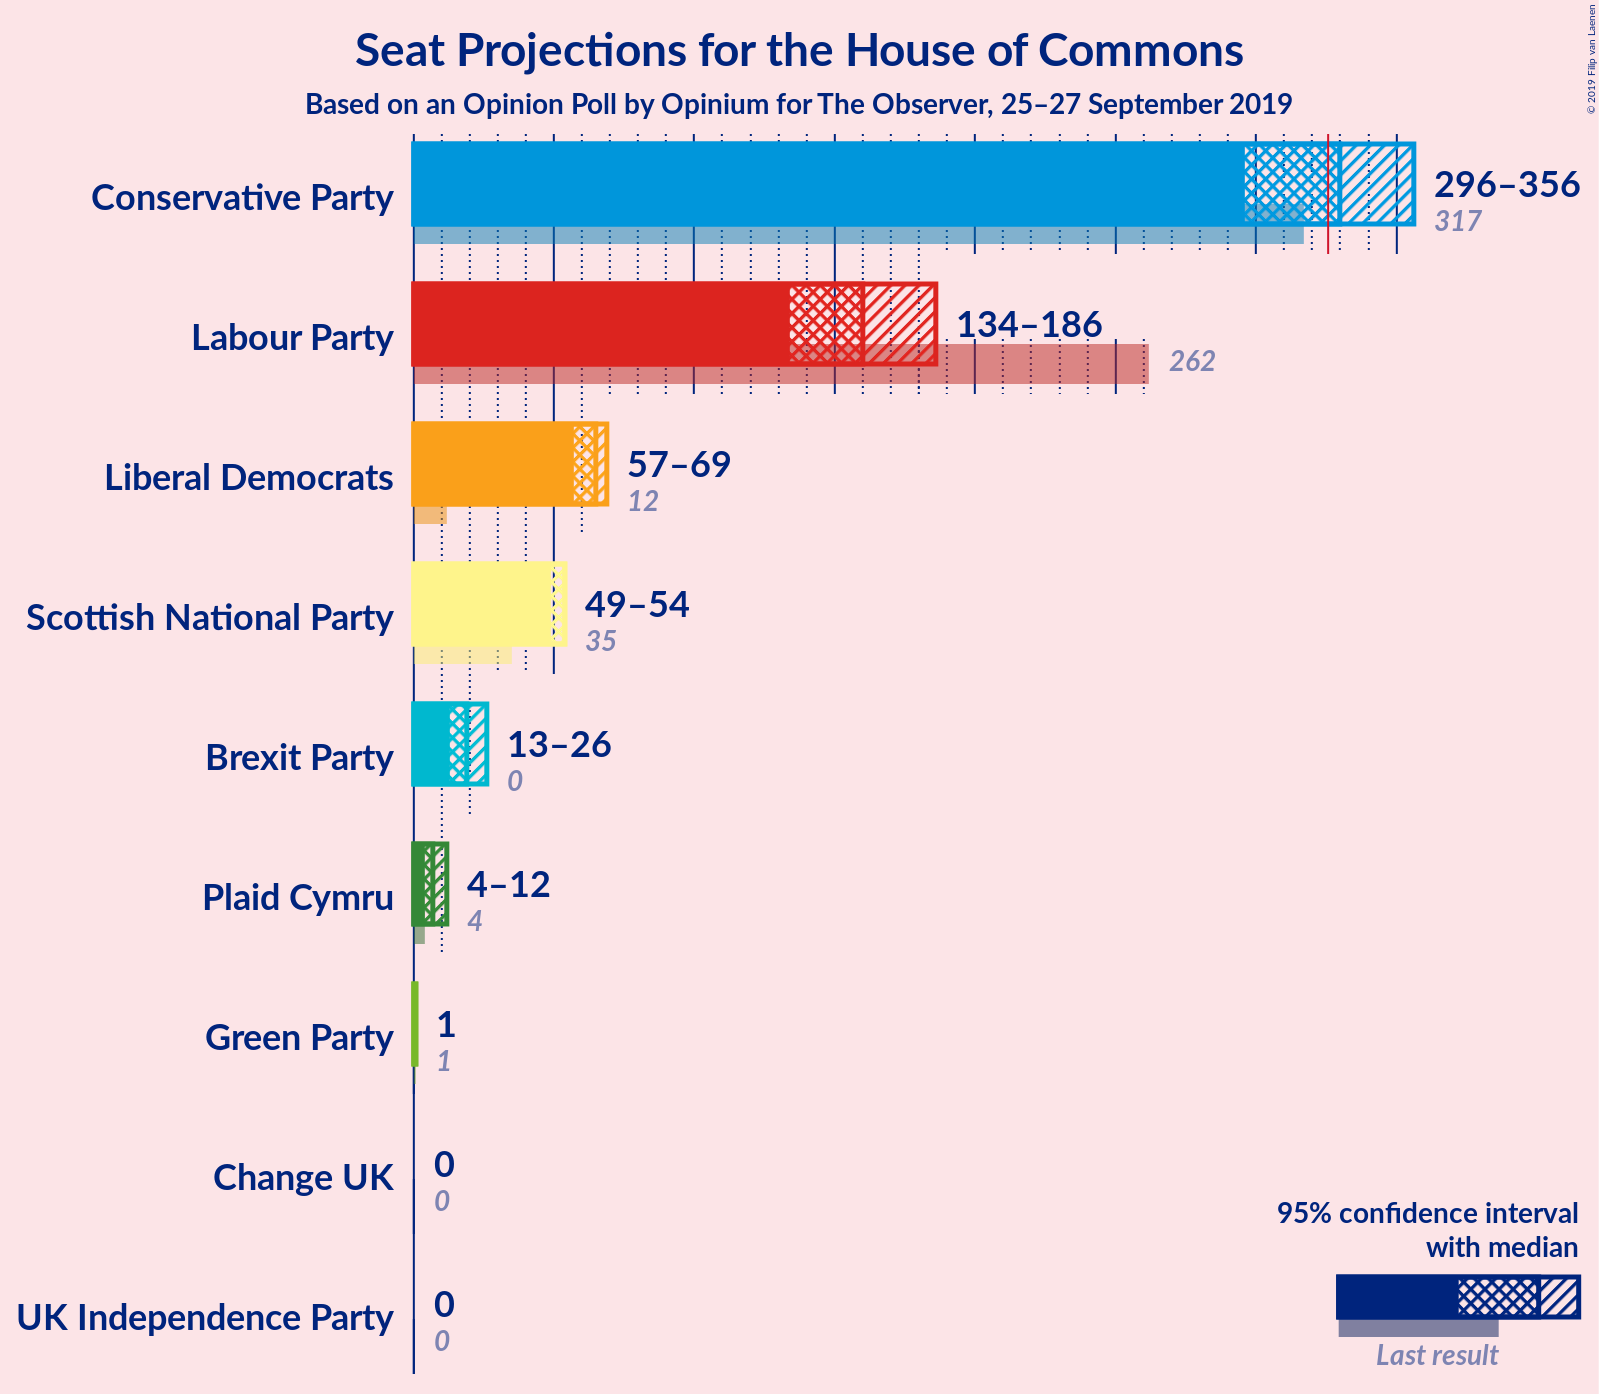 Seat Projections for the House of Commons
Based on an Opinion Poll by Opinium for The Observer, 25–27 September 2019
© 2019 Filip van Laenen
Conservative Party
296–356
317
Labour Party
134–186
262
Liberal Democrats
57–69
12
Scottish National Party
49–54
35
Brexit Party
13–26
0
Plaid Cymru
4–12
4
Green Party
1
1
Change UK
0
0
UK Independence Party
0
0
95% confidence interval
with median
Last result